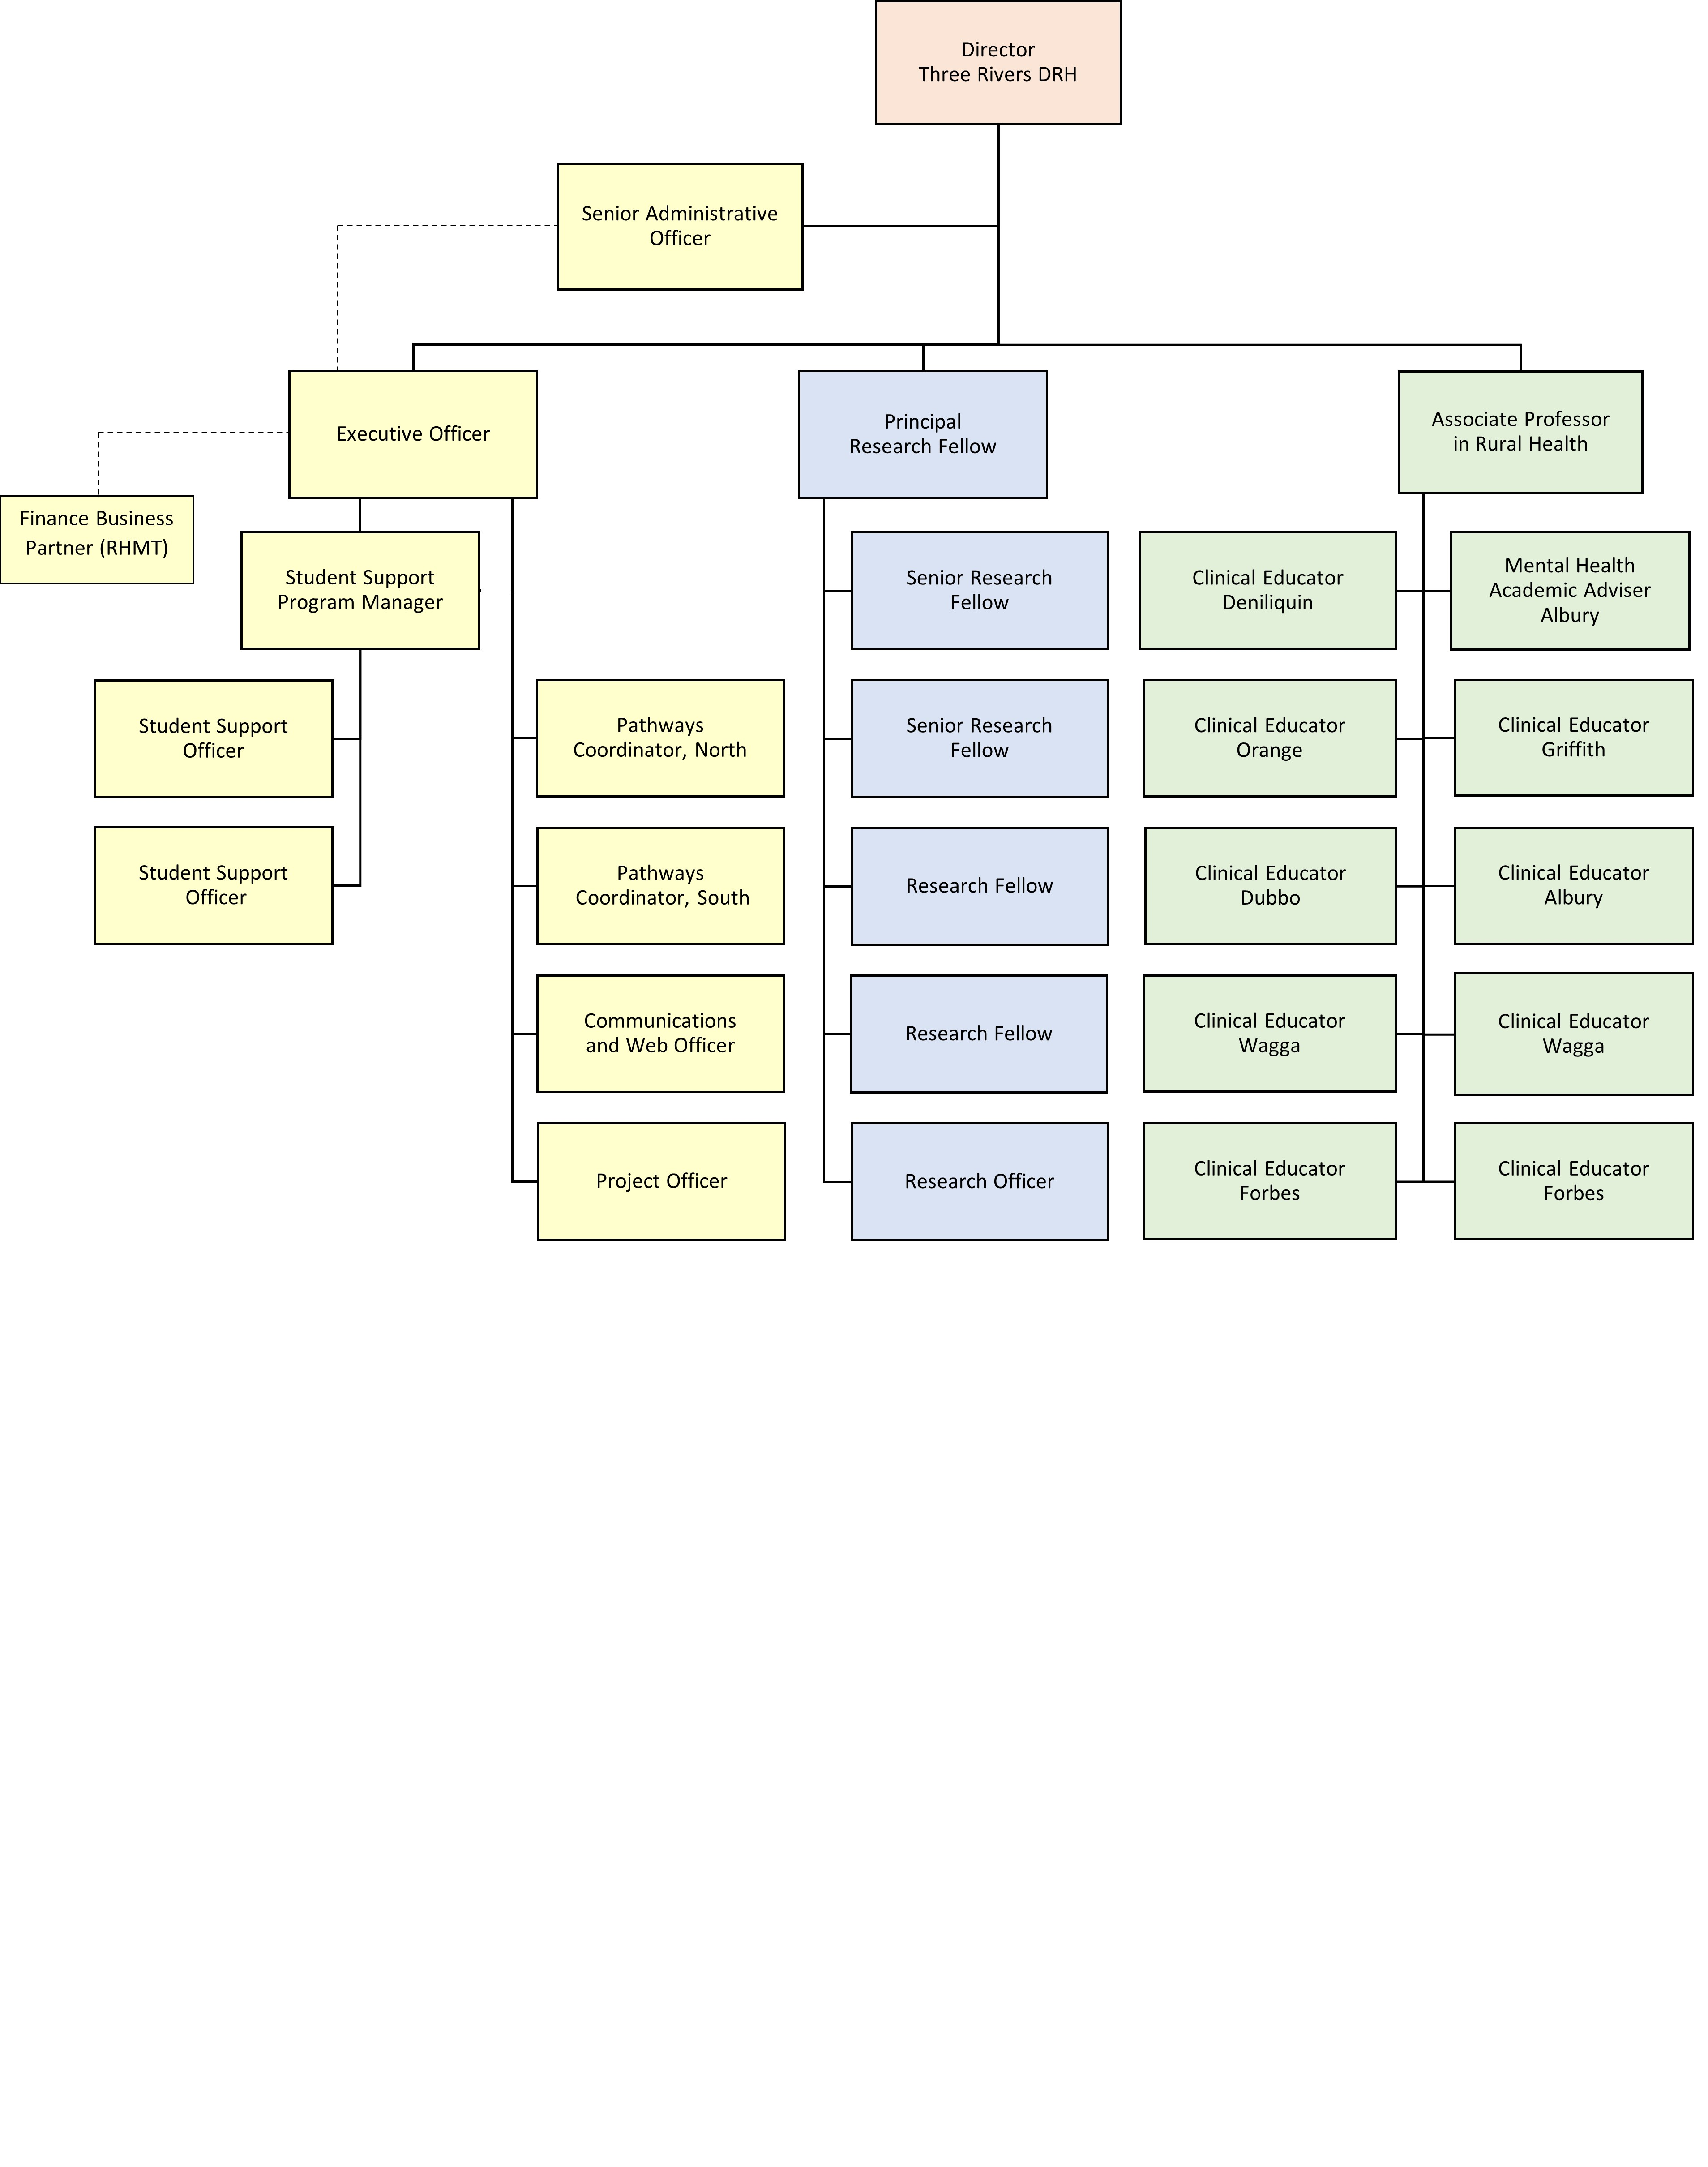 Director
Three Rivers DRH
Senior Administrative
Officer
Executive Officer
Principal
Research Fellow
Associate Professor
in Rural Health
Finance Business
Partner (RHMT)
Student Support
Program Manager
Senior Research
Fellow
Clinical Educator
Deniliquin
Mental Health
Academic Adviser
Albury
Student Support
Officer
Pathways
Coordinator, North
Senior Research
Fellow
Clinical Educator
Orange
Clinical Educator
Griffith
Student Support
Officer
Pathways
Coordinator, South
Research Fellow
Clinical Educator
Dubbo
Clinical Educator
Albury
Communications
and Web Officer
Research Fellow
Clinical Educator
Wagga
Clinical Educator
Wagga
Project Officer
Research Officer
Clinical Educator
Forbes
Clinical Educator
Forbes